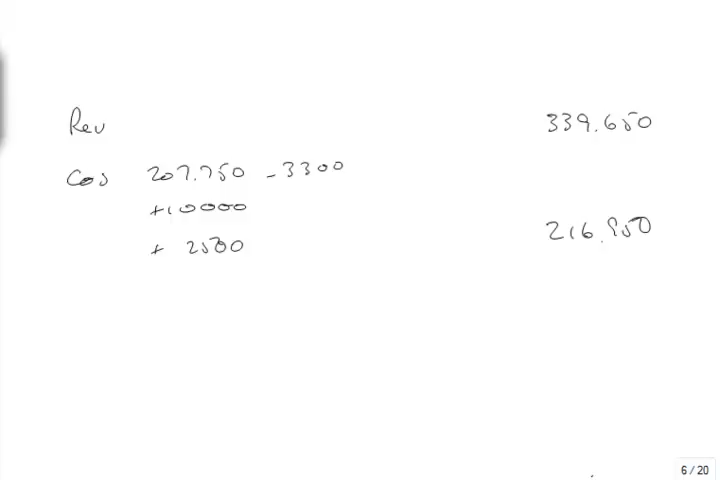 Rev 339.650
Cos 207.750 - 3300
+10000
+ 2500 216.950
6 / 20